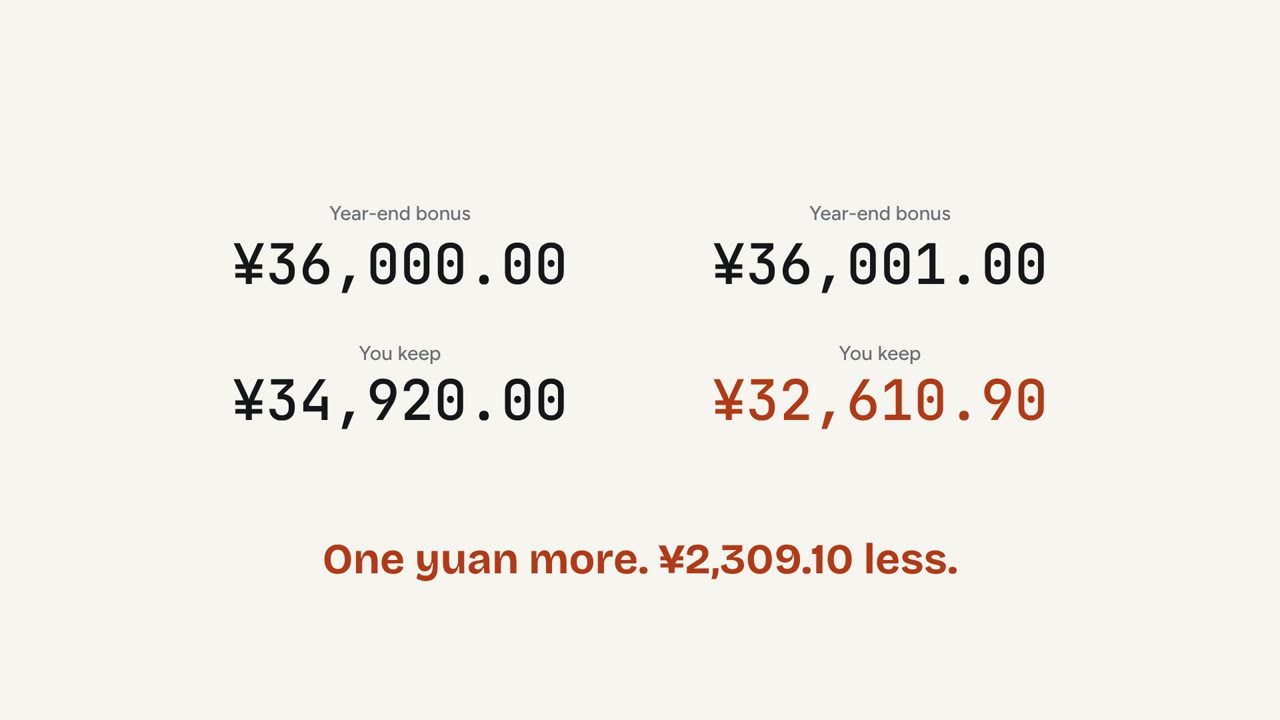 Year-end bonus
¥36,000.00
You keep
¥34,920.00
Year-end bonus
¥36,001.00
You keep
¥32,610.90
One yuan more. ¥2,309.10 less.